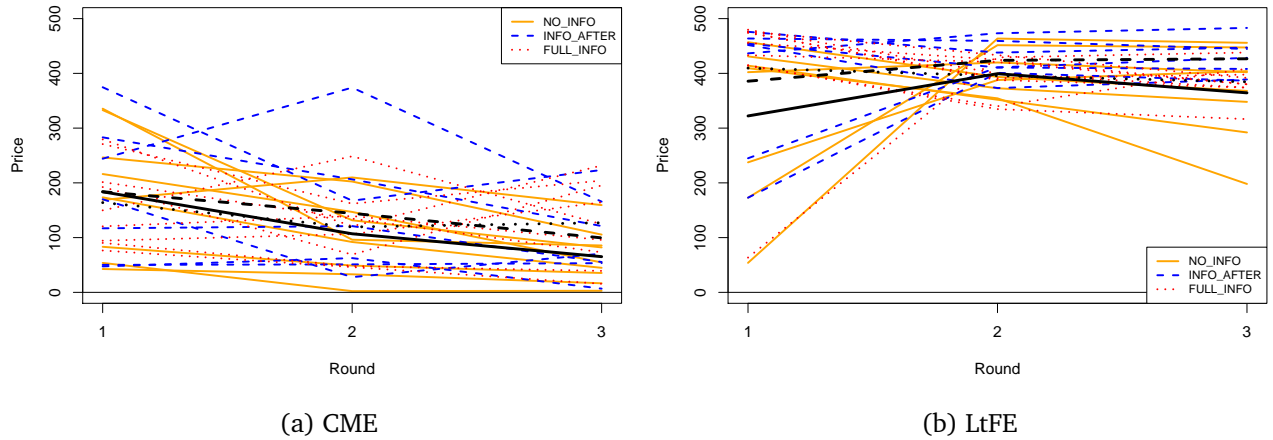 500
400
300
200
100
0
Price
1
2
3
Round
NO_INFO
INFO_AFTER
FULL_INFO
(a) CME
500
400
300
200
100
0
Price
1
2
3
Round
NO_INFO
INFO_AFTER
FULL_INFO
(b) LtFE